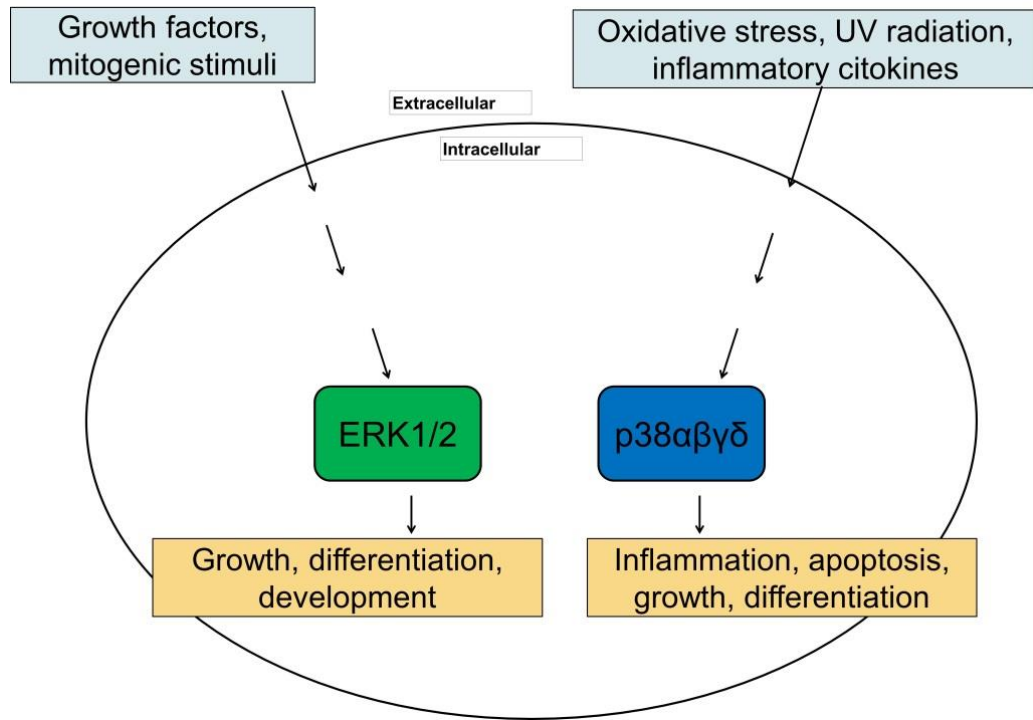 Growth factors,
mitogenic stimuli
Oxidative stress, UV radiation,
inflammatory citokines
Extracellular
Intracellular
ERK1/2
p38αβγδ
Growth, differentiation,
development
Inflammation, apoptosis,
growth, differentiation